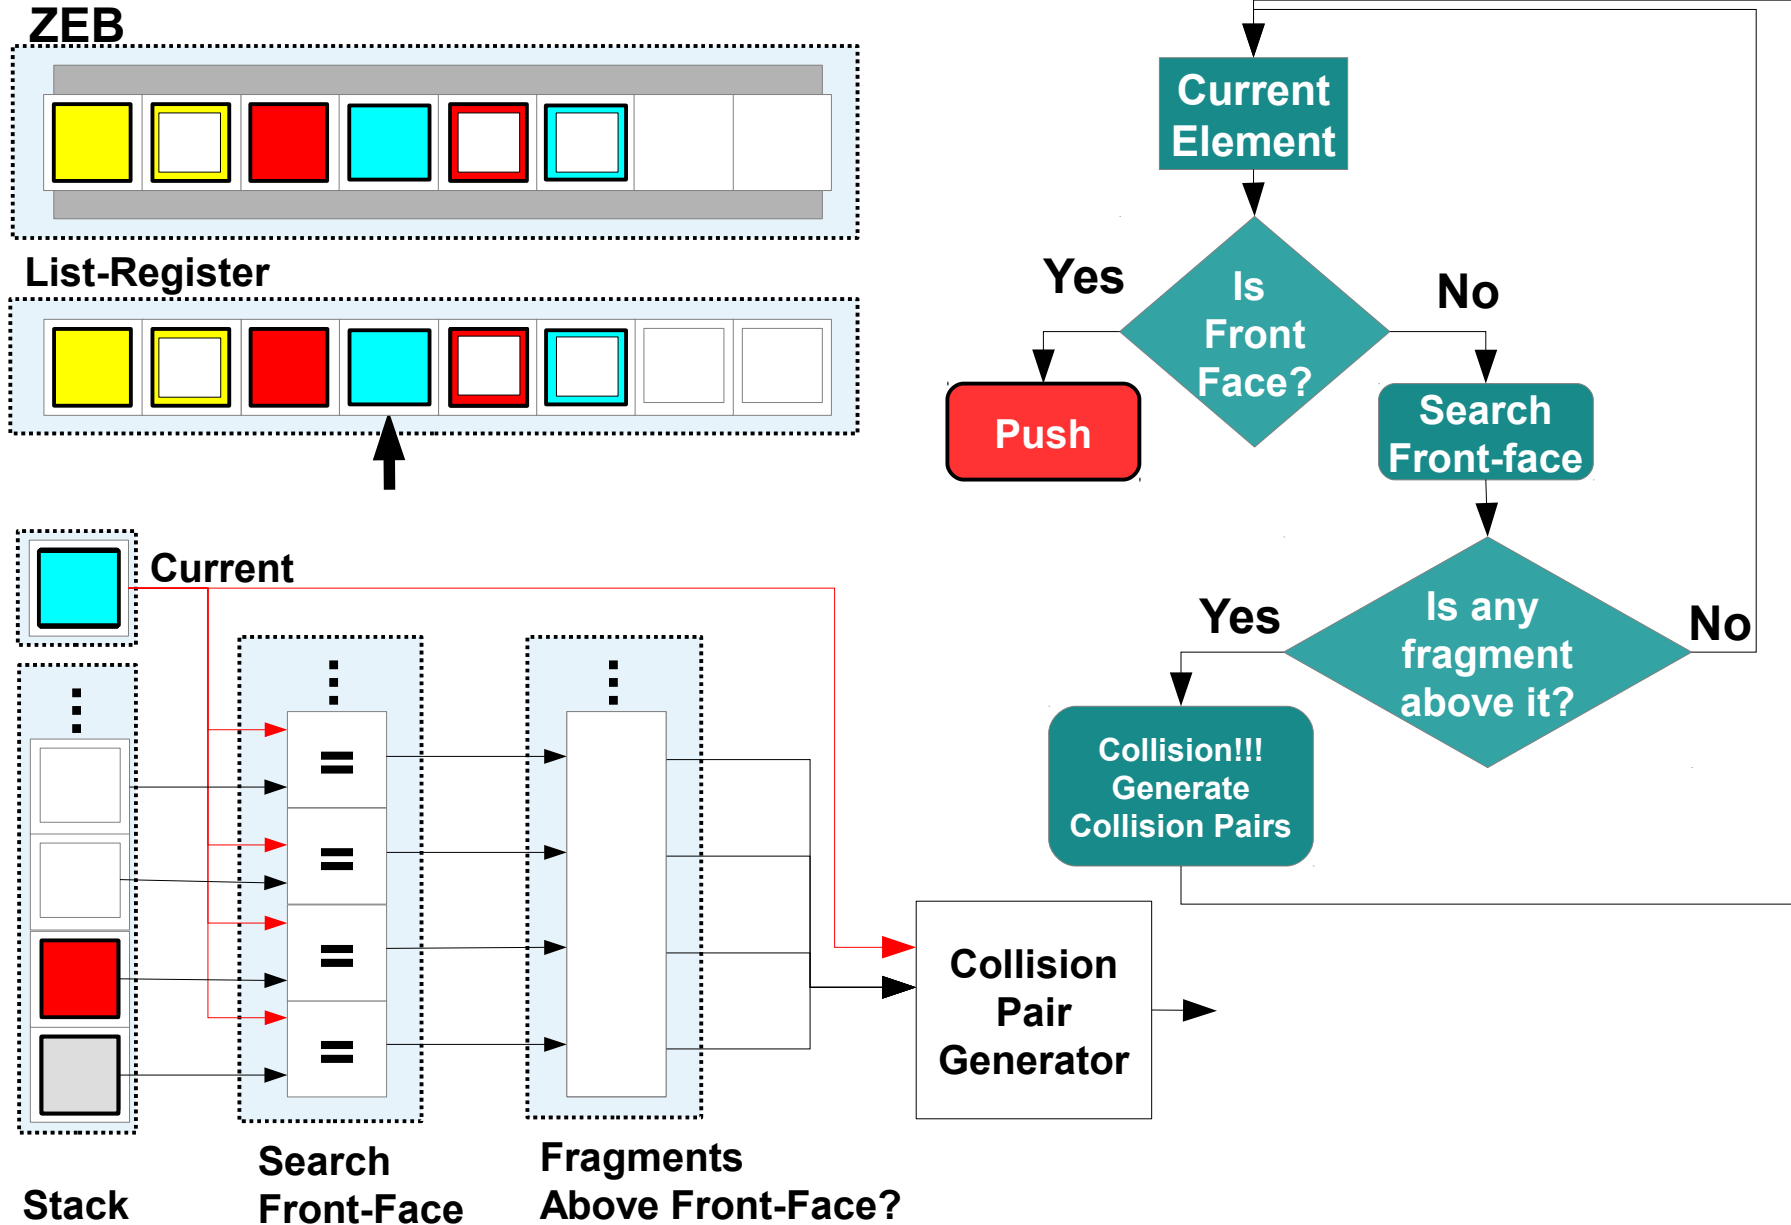 ZEB
List-Register
Current
=
=
=
=
Stack
Search
Front-Face
Fragments
Above Front-Face?
Collision
Pair
Generator
Current
Element
Is
Front
Face?
Yes
No
Push
Search
Front-face
Is any
fragment
above it?
Yes
No
Collision!!!
Generate
Collision Pairs